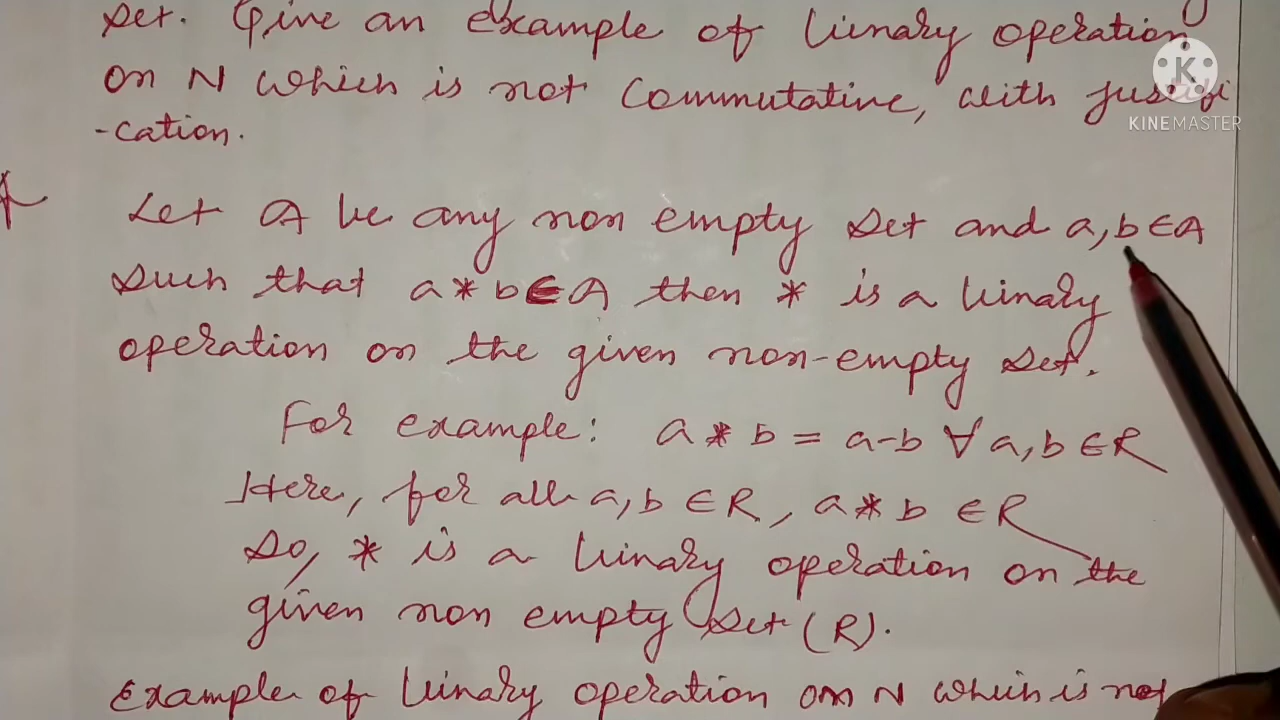 Set. Give an example of binary operation
on N which is not commutative, with justifi
-cation.
K
KINEMASTER
Let A be any non empty set and a, b ∈ A
such that a * b ∈ A then * is a binary
operation on the given non-empty set.
For example: a * b = a-b ∀ a, b ∈ R
Here, for all a, b ∈ R, a * b ∈ R
So, * is a binary operation on the
given non empty set (R).
Example of binary operation on N which is not